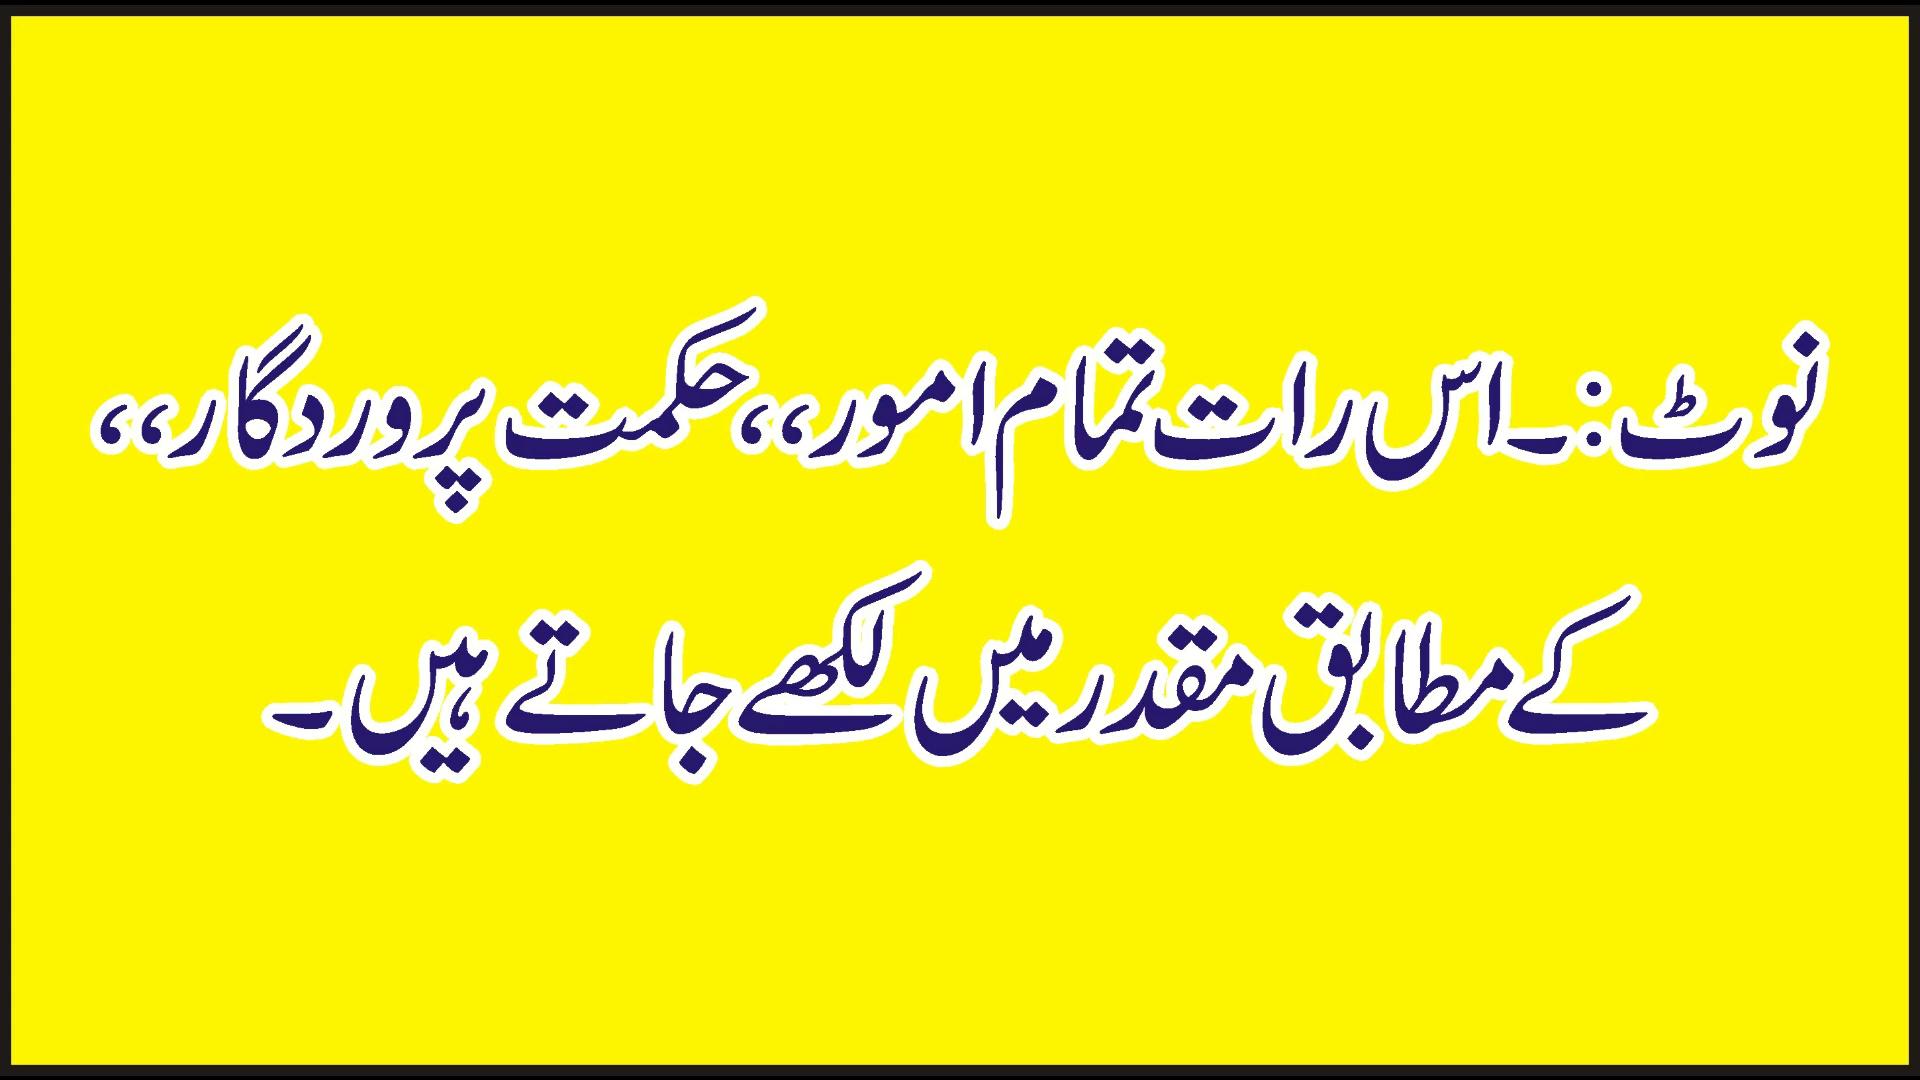 نوٹ:۔اس رات تمام امور،،حکمت پروردگار،،
کے مطابق مقدر میں لکھے جاتے ہیں۔